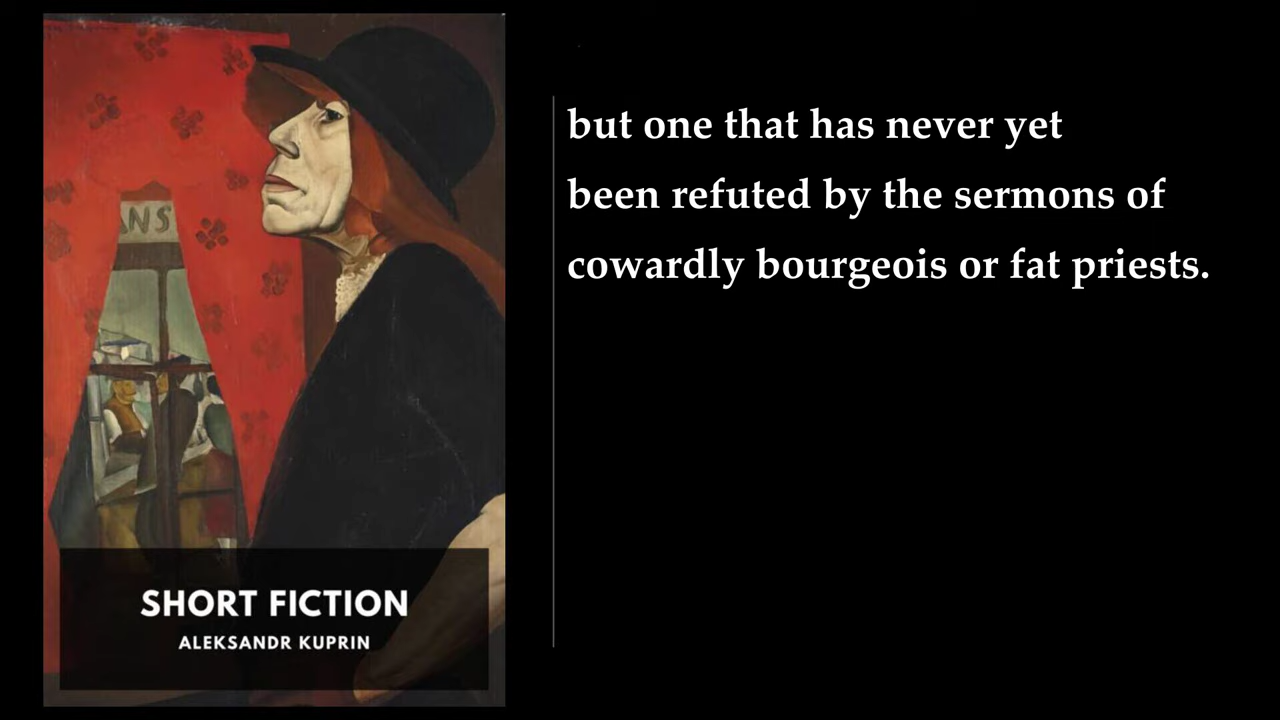 ANS
SHORT FICTION
ALEKSANDR KUPRIN
but one that has never yet
been refuted by the sermons of
cowardly bourgeois or fat priests.